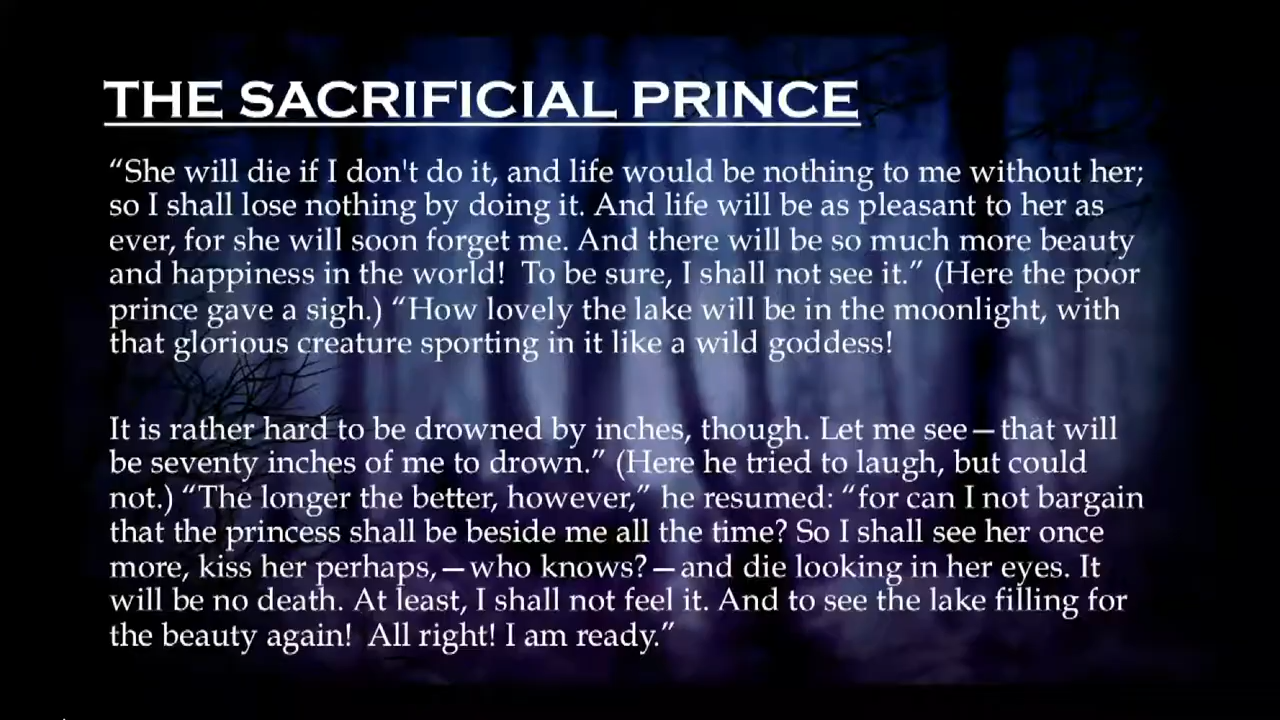 THE SACRIFICIAL PRINCE
“She will die if I don't do it, and life would be nothing to me without her;
so I shall lose nothing by doing it. And life will be as pleasant to her as
ever, for she will soon forget me. And there will be so much more beauty
and happiness in the world!  To be sure, I shall not see it.” (Here the poor
prince gave a sigh.) “How lovely the lake will be in the moonlight, with
that glorious creature sporting in it like a wild goddess!
It is rather hard to be drowned by inches, though. Let me see—that will
be seventy inches of me to drown.” (Here he tried to laugh, but could
not.) “The longer the better, however,” he resumed: “for can I not bargain
that the princess shall be beside me all the time? So I shall see her once
more, kiss her perhaps,—who knows?—and die looking in her eyes. It
will be no death. At least, I shall not feel it. And to see the lake filling for
the beauty again!  All right! I am ready.”